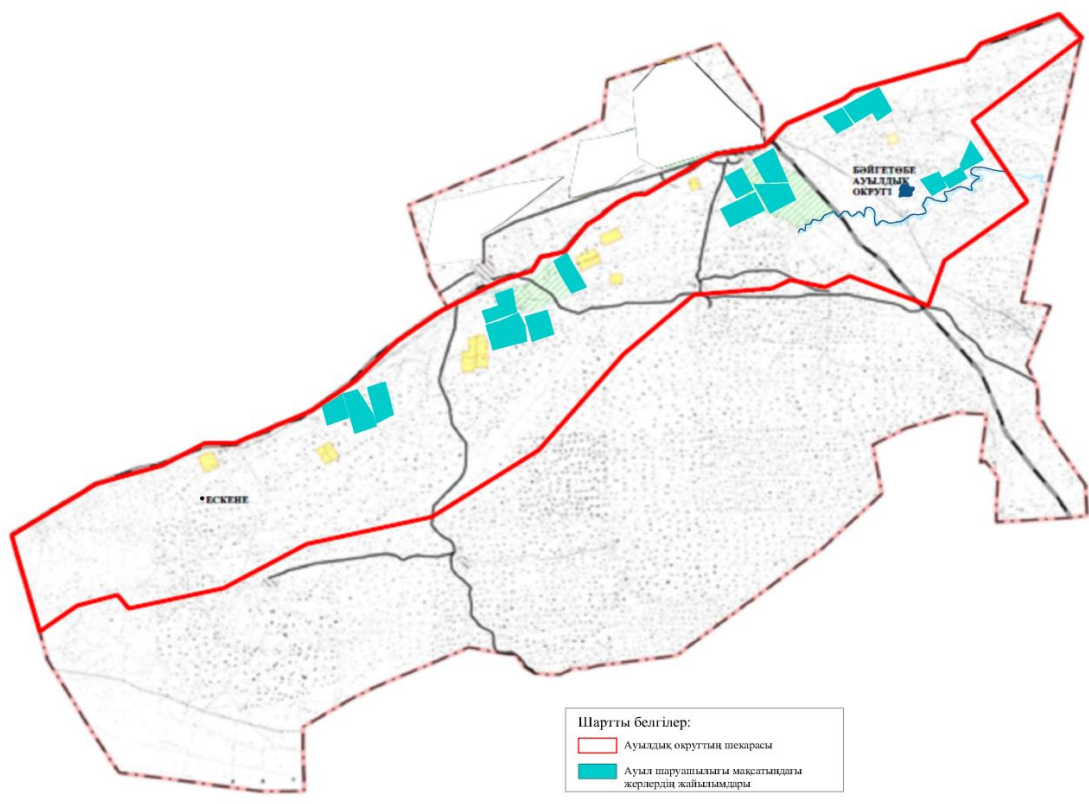 БӘЙГЕТӨБЕ
АУЫЛДЫҚ
ОКРУГІ
ЕСКЕНЕ
Шартты белгілер:
Ауылдық округтың шекарасы
Ауыл шаруашылығы мақсатындағы
жерлердің жайылымдары